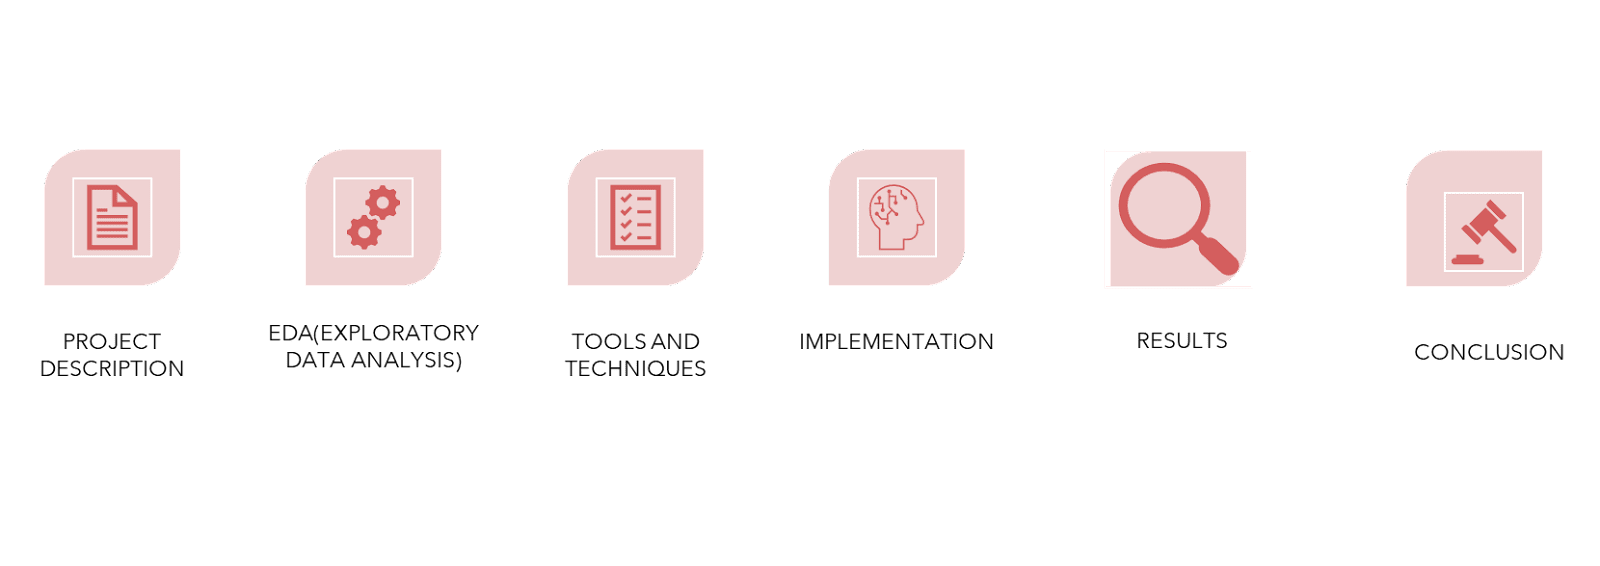 PROJECT
DESCRIPTION
EDA(EXPLORATORY
DATA ANALYSIS)
TOOLS AND
TECHNIQUES
IMPLEMENTATION
RESULTS
CONCLUSION